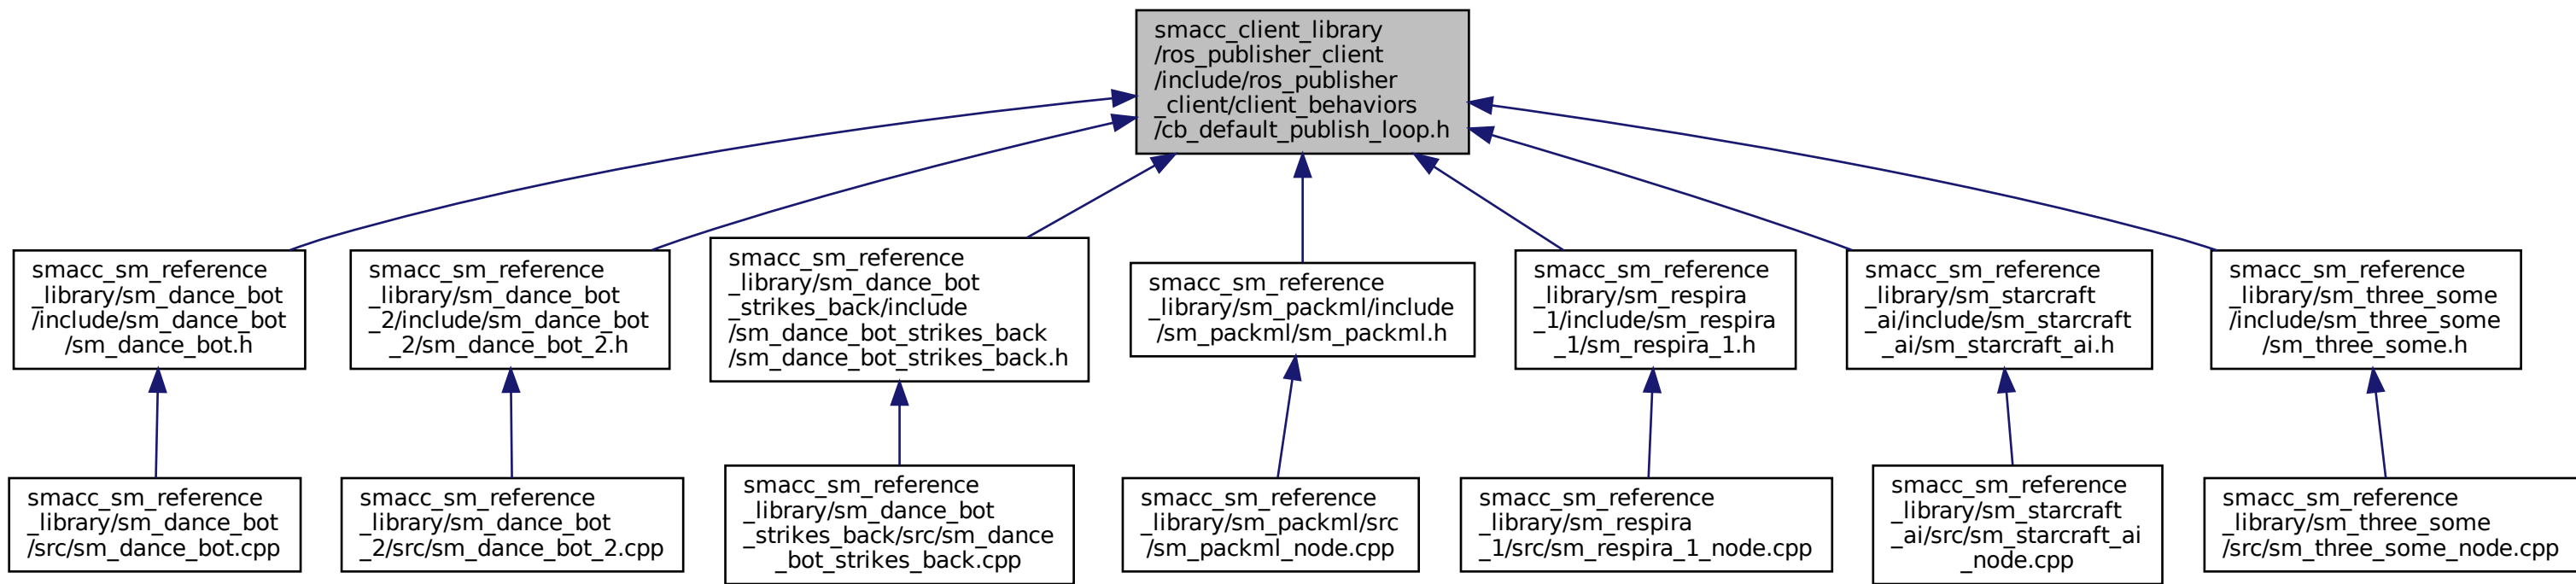 smacc_client_library
/ros_publisher_client
/include/ros_publisher
_client/client_behaviors
/cb_default_publish_loop.h
smacc_sm_reference
_library/sm_dance_bot
/include/sm_dance_bot
/sm_dance_bot.h
smacc_sm_reference
_library/sm_dance_bot
_2/include/sm_dance_bot
_2/sm_dance_bot_2.h
smacc_sm_reference
_library/sm_dance_bot
_strikes_back/include
/sm_dance_bot_strikes_back
/sm_dance_bot_strikes_back.h
smacc_sm_reference
_library/sm_packml/include
/sm_packml/sm_packml.h
smacc_sm_reference
_library/sm_respira
_1/include/sm_respira
_1/sm_respira_1.h
smacc_sm_reference
_library/sm_starcraft
_ai/include/sm_starcraft
_ai/sm_starcraft_ai.h
smacc_sm_reference
_library/sm_three_some
/include/sm_three_some
/sm_three_some.h
smacc_sm_reference
_library/sm_dance_bot
/src/sm_dance_bot.cpp
smacc_sm_reference
_library/sm_dance_bot
_2/src/sm_dance_bot_2.cpp
smacc_sm_reference
_library/sm_dance_bot
_strikes_back/src/sm_dance
_bot_strikes_back.cpp
smacc_sm_reference
_library/sm_packml/src
/sm_packml_node.cpp
smacc_sm_reference
_library/sm_respira
_1/src/sm_respira_1_node.cpp
smacc_sm_reference
_library/sm_starcraft
_ai/src/sm_starcraft_ai
_node.cpp
smacc_sm_reference
_library/sm_three_some
/src/sm_three_some_node.cpp